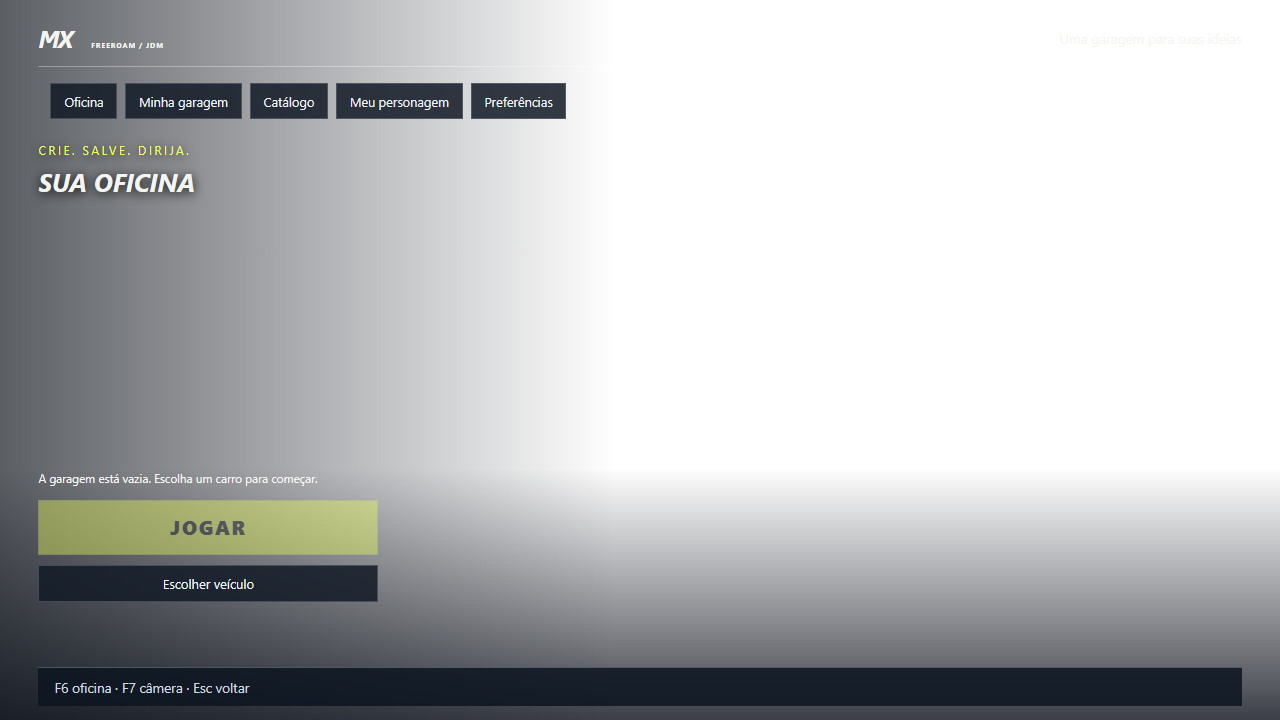 MX FREEROAM / JDM
Uma garagem para suas ideias
Oficina
Minha garagem
Catálogo
Meu personagem
Preferências
CRIE. SALVE. DIRIJA.
SUA OFICINA
A garagem está vazia. Escolha um carro para começar.
JOGAR
Escolher veículo
F6 oficina · F7 câmera · Esc voltar